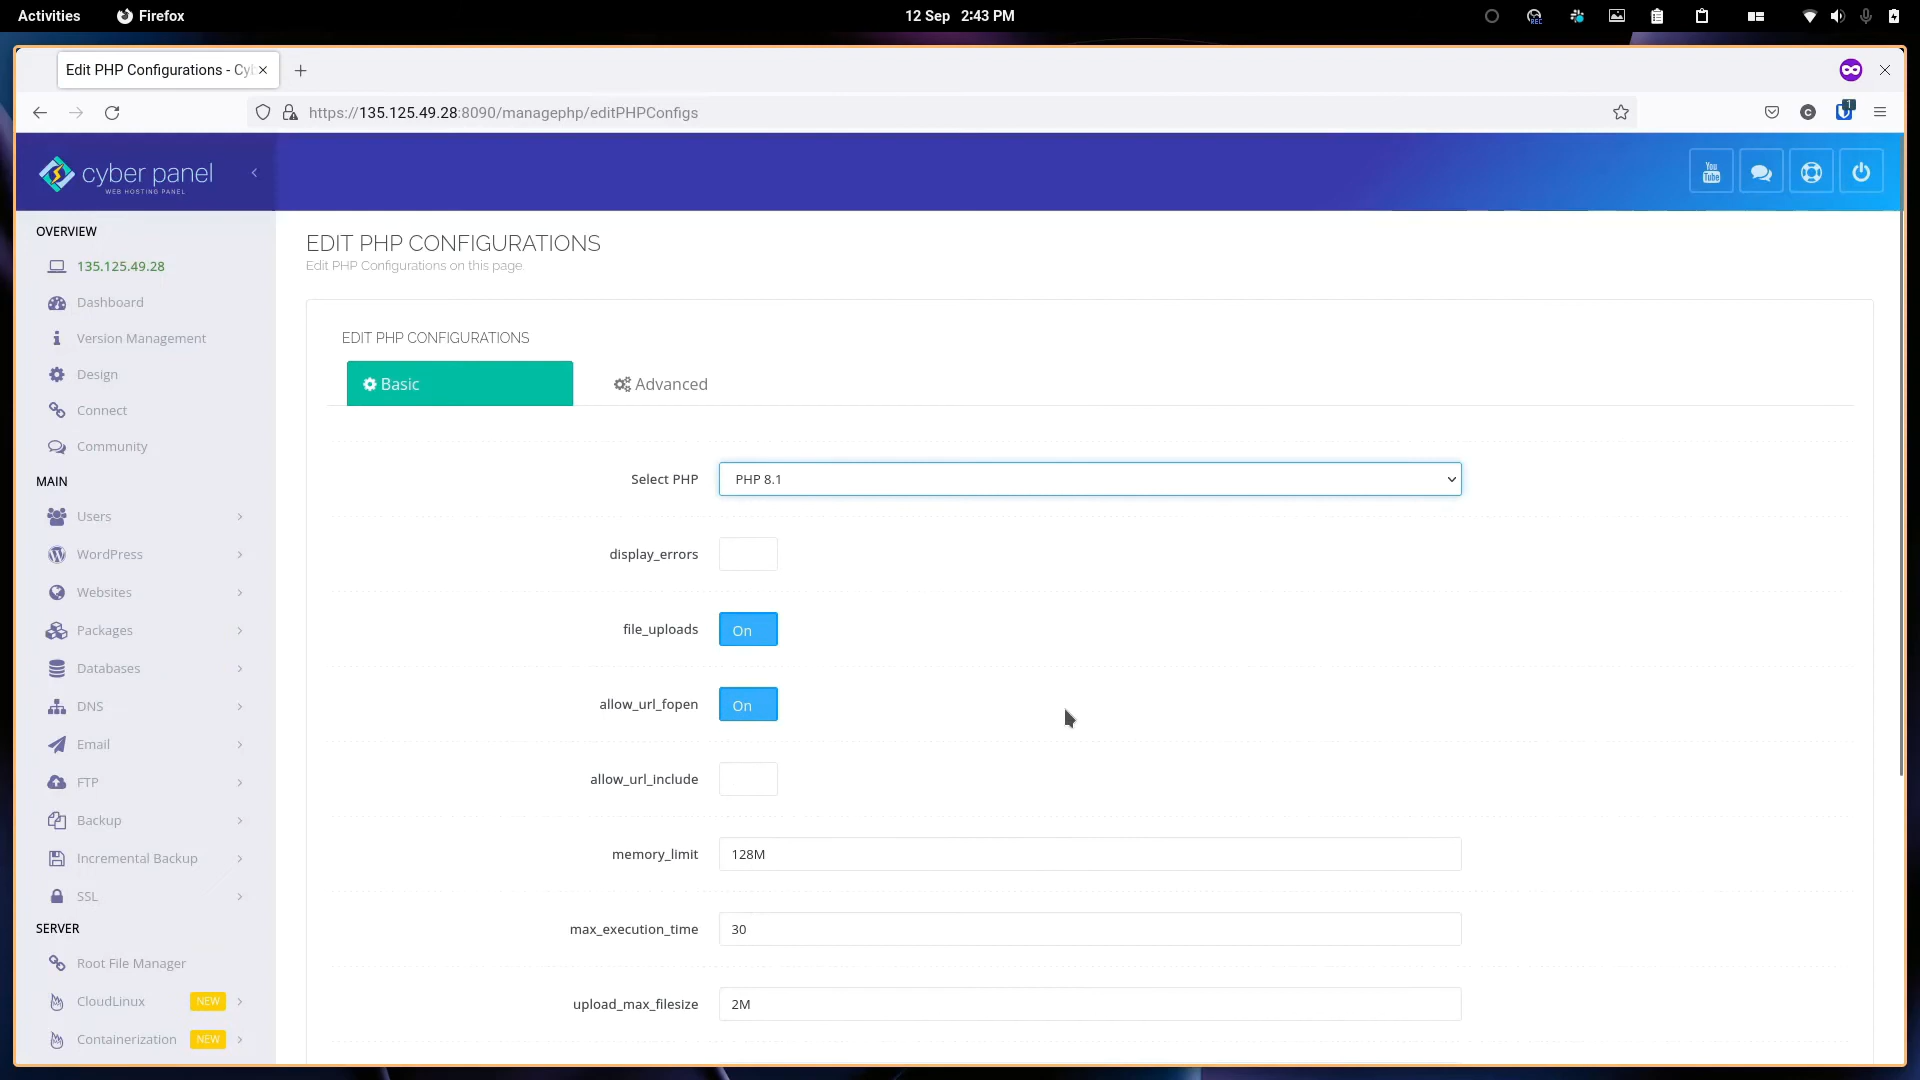 Activities
Firefox
12 Sep 2:43 PM
REC
Edit PHP Configurations - Cy
https://135.125.49.28:8090/managephp/editPHPConfigs
C
1
cyber panel
WEB HOSTING PANEL
You
Tube
OVERVIEW
135.125.49.28
Dashboard
Version Management
Design
Connect
Community
MAIN
Users
WordPress
Websites
Packages
Databases
DNS
Email
FTP
Backup
Incremental Backup
SSL
SERVER
Root File Manager
CloudLinux NEW
Containerization NEW
EDIT PHP CONFIGURATIONS
Edit PHP Configurations on this page.
EDIT PHP CONFIGURATIONS
Basic
Advanced
Select PHP PHP 8.1
display_errors
file_uploads On
allow_url_fopen On
allow_url_include
memory_limit 128M
max_execution_time 30
upload_max_filesize 2M